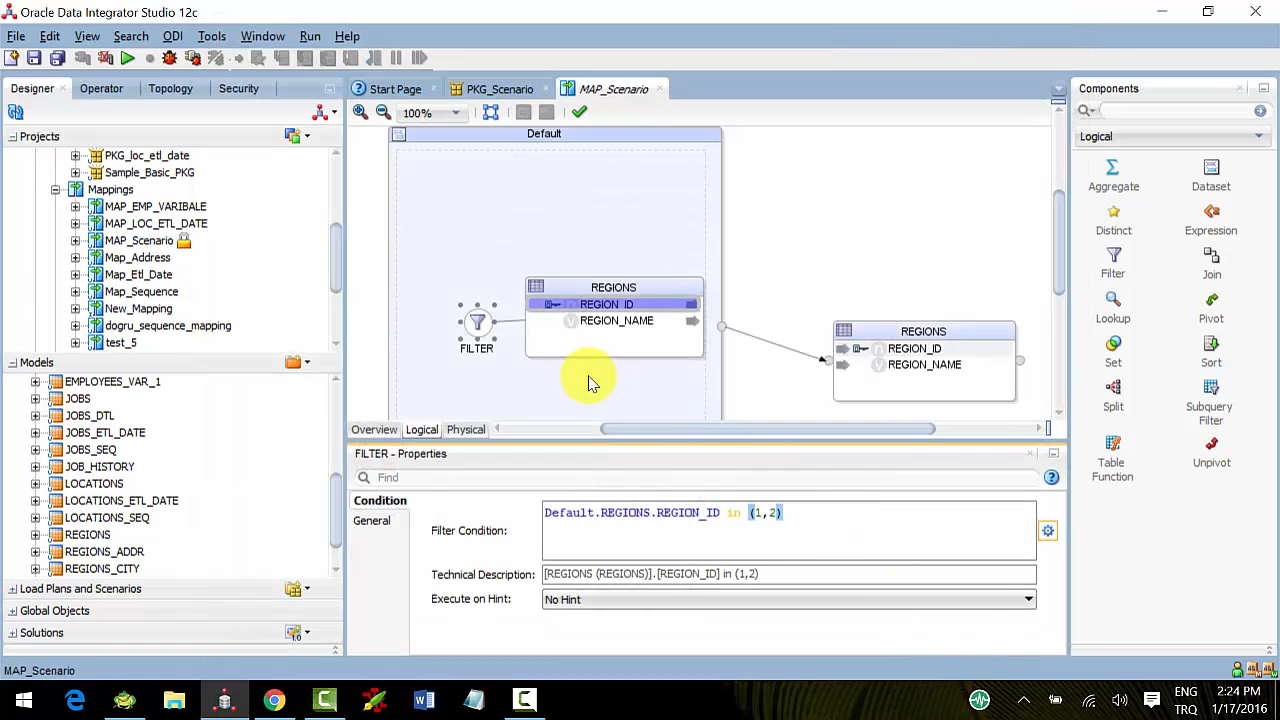 Oracle Data Integrator Studio 12c
File Edit View Search ODI Tools Window Run Help
Designer Operator Topology Security
Start Page PKG_Scenario MAP_Scenario
Components
100%
Projects
Logical
PKG_loc_etl_date
Sample_Basic_PKG
Mappings
MAP_EMP_VARIBALE
MAP_LOC_ETL_DATE
MAP_Scenario
Map_Address
Map_Etl_Date
Map_Sequence
New_Mapping
dogru_sequence_mapping
test_5
Default
REGIONS
REGION_ID
REGION_NAME
FILTER
REGIONS
REGION_ID
REGION_NAME
Aggregate Dataset
Distinct Expression
Filter Join
Lookup Pivot
Set Sort
Split Subquery
Filter
Table
Function
Unpivot
Models
EMPLOYEES_VAR_1
JOBS
JOBS_DTL
JOBS_ETL_DATE
JOBS_SEQ
JOB_HISTORY
LOCATIONS
LOCATIONS_ETL_DATE
LOCATIONS_SEQ
REGIONS
REGIONS_ADDR
REGIONS_CITY
Load Plans and Scenarios
Global Objects
Solutions
Overview Logical Physical
FILTER - Properties
Find
Condition
General
Filter Condition:
Default.REGIONS.REGION_ID in (1,2)
Technical Description: [REGIONS (REGIONS)].[REGION_ID] in (1,2)
Execute on Hint: No Hint
MAP_Scenario
ENG
TRQ
2:24 PM
1/17/2016